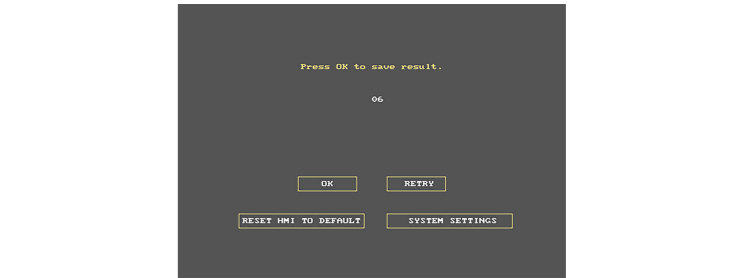 Press OK to save result.
06
OK RETRY
RESET HMI TO DEFAULT SYSTEM SETTINGS